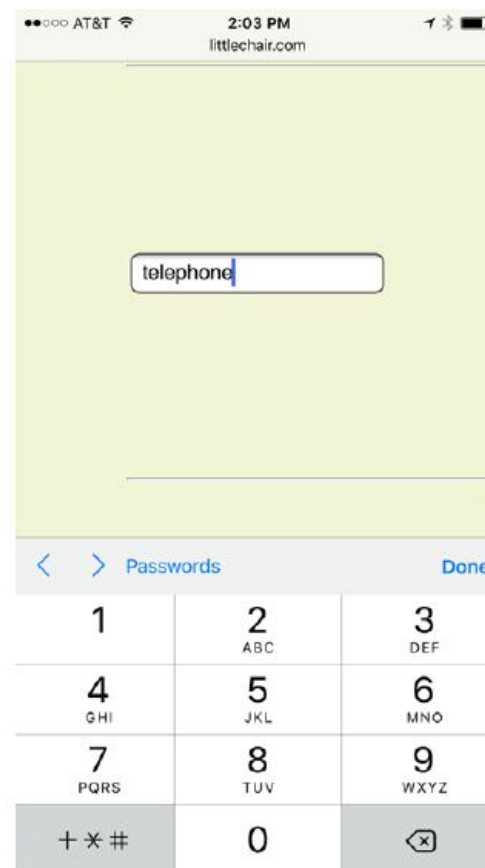 AT&T 2:03 PM
littlechair.com
telephone
Passwords Done
1 2 3
ABC DEF
4 5 6
GHI JKL MNO
7 8 9
PQRS TUV WXYZ
+*# 0